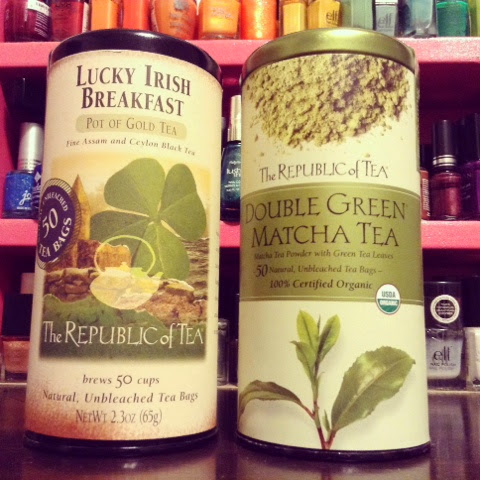 LUCKY IRISH
BREAKFAST
POT OF GOLD TEA
Fine Assam and Ceylon Black Tea
UNBLEACHED
50
TEA BAGS
The REPUBLIC of TEA
brews 50 cups
Natural, Unbleached Tea Bags
NET WT 2.3OZ (65g)
The REPUBLIC of TEA
DOUBLE GREEN
MATCHA TEA
Matcha Tea Powder with Green Tea Leaves
50 Natural, Unbleached Tea Bags –
100% Certified Organic
USDA
ORGANIC
e.l.f.